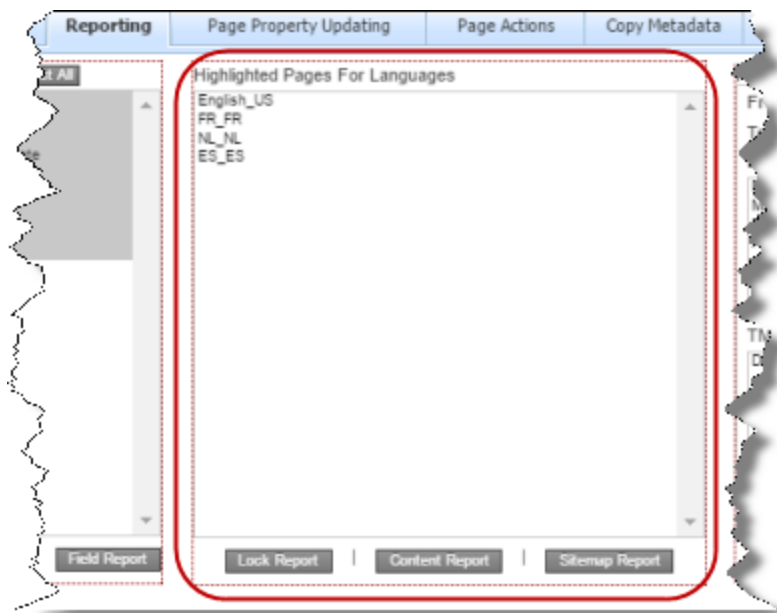 Reporting
Page Property Updating
Page Actions
Copy Metadata
All
Highlighted Pages For Languages
English_US
FR_FR
NL_NL
ES_ES
Field Report
Lock Report | Content Report | Sitemap Report